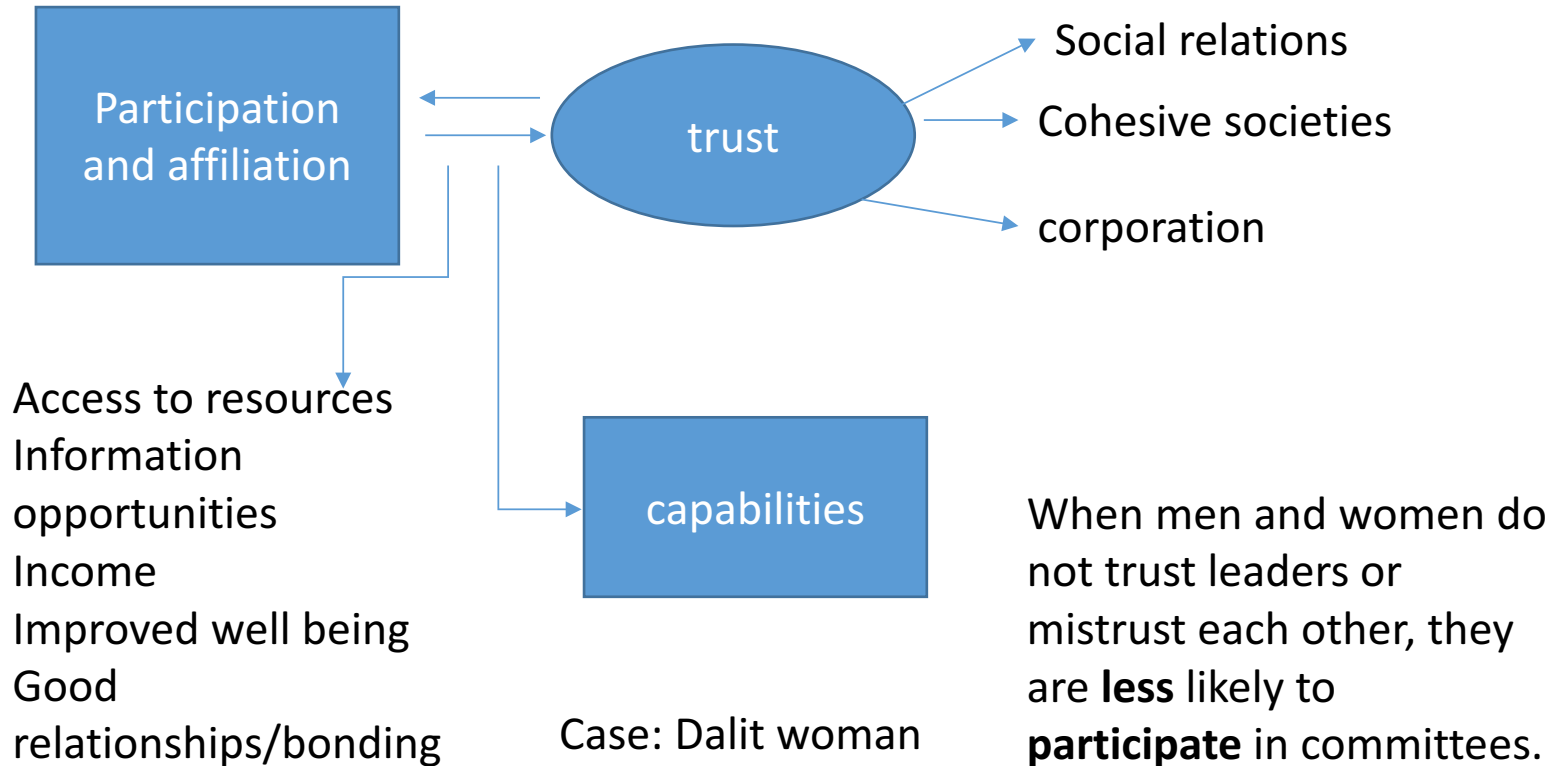 Participation
and affiliation
trust
Social relations
Cohesive societies
corporation
Access to resources
Information
opportunities
Income
Improved well being
Good
relationships/bonding
capabilities
Case: Dalit woman
When men and women do
not trust leaders or
mistrust each other, they
are less likely to
participate in committees.